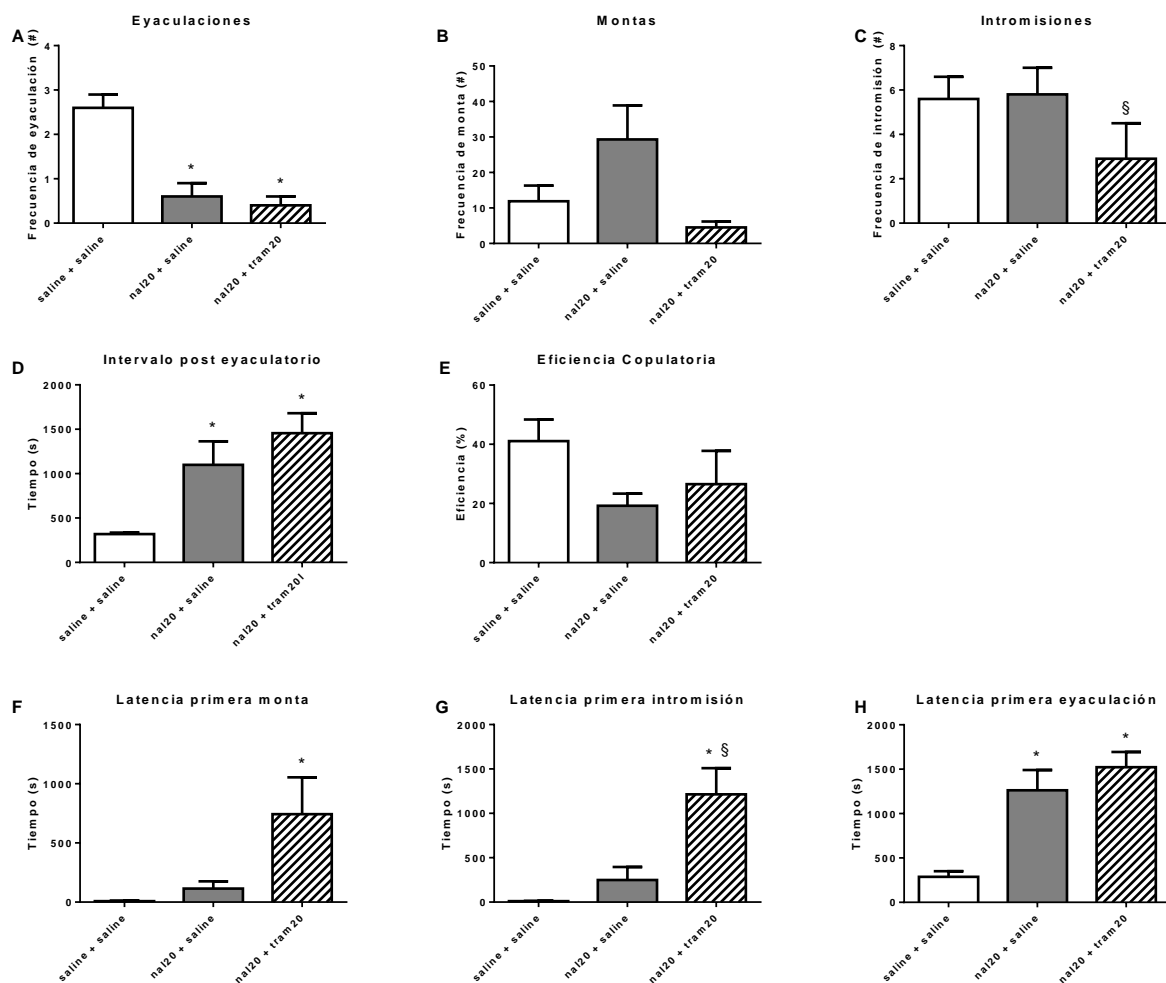 A
Eyaculaciones
Frecuencia de eyaculación (#)
4
3
2
1
0
*
*
saline + saline
nal20 + saline
nal20 + tram20
B
Montas
Frecuencia de monta (#)
50
40
30
20
10
0
saline + saline
nal20 + saline
nal20 + tram20
C
Intromisiones
Frecuencia de intromisión (#)
8
6
4
2
0
§
saline + saline
nal20 + saline
nal20 + tram20
D
Intervalo post eyaculatorio
Tiempo (s)
2000
1500
1000
500
0
*
*
saline + saline
nal20 + saline
nal20 + tram20l
E
Eficiencia Copulatoria
Eficiencia (%)
60
40
20
0
saline + saline
nal20 + saline
nal20 + tram20
F
Latencia primera monta
Tiempo (s)
1500
1000
500
0
*
saline + saline
nal20 + saline
nal20 + tram20
G
Latencia primera intromisión
Tiempo (s)
2000
1500
1000
500
0
* §
saline + saline
nal20 + saline
nal20 + tram20
H
Latencia primera eyaculación
Tiempo (s)
2000
1500
1000
500
0
*
*
saline + saline
nal20 + saline
nal20 + tram20